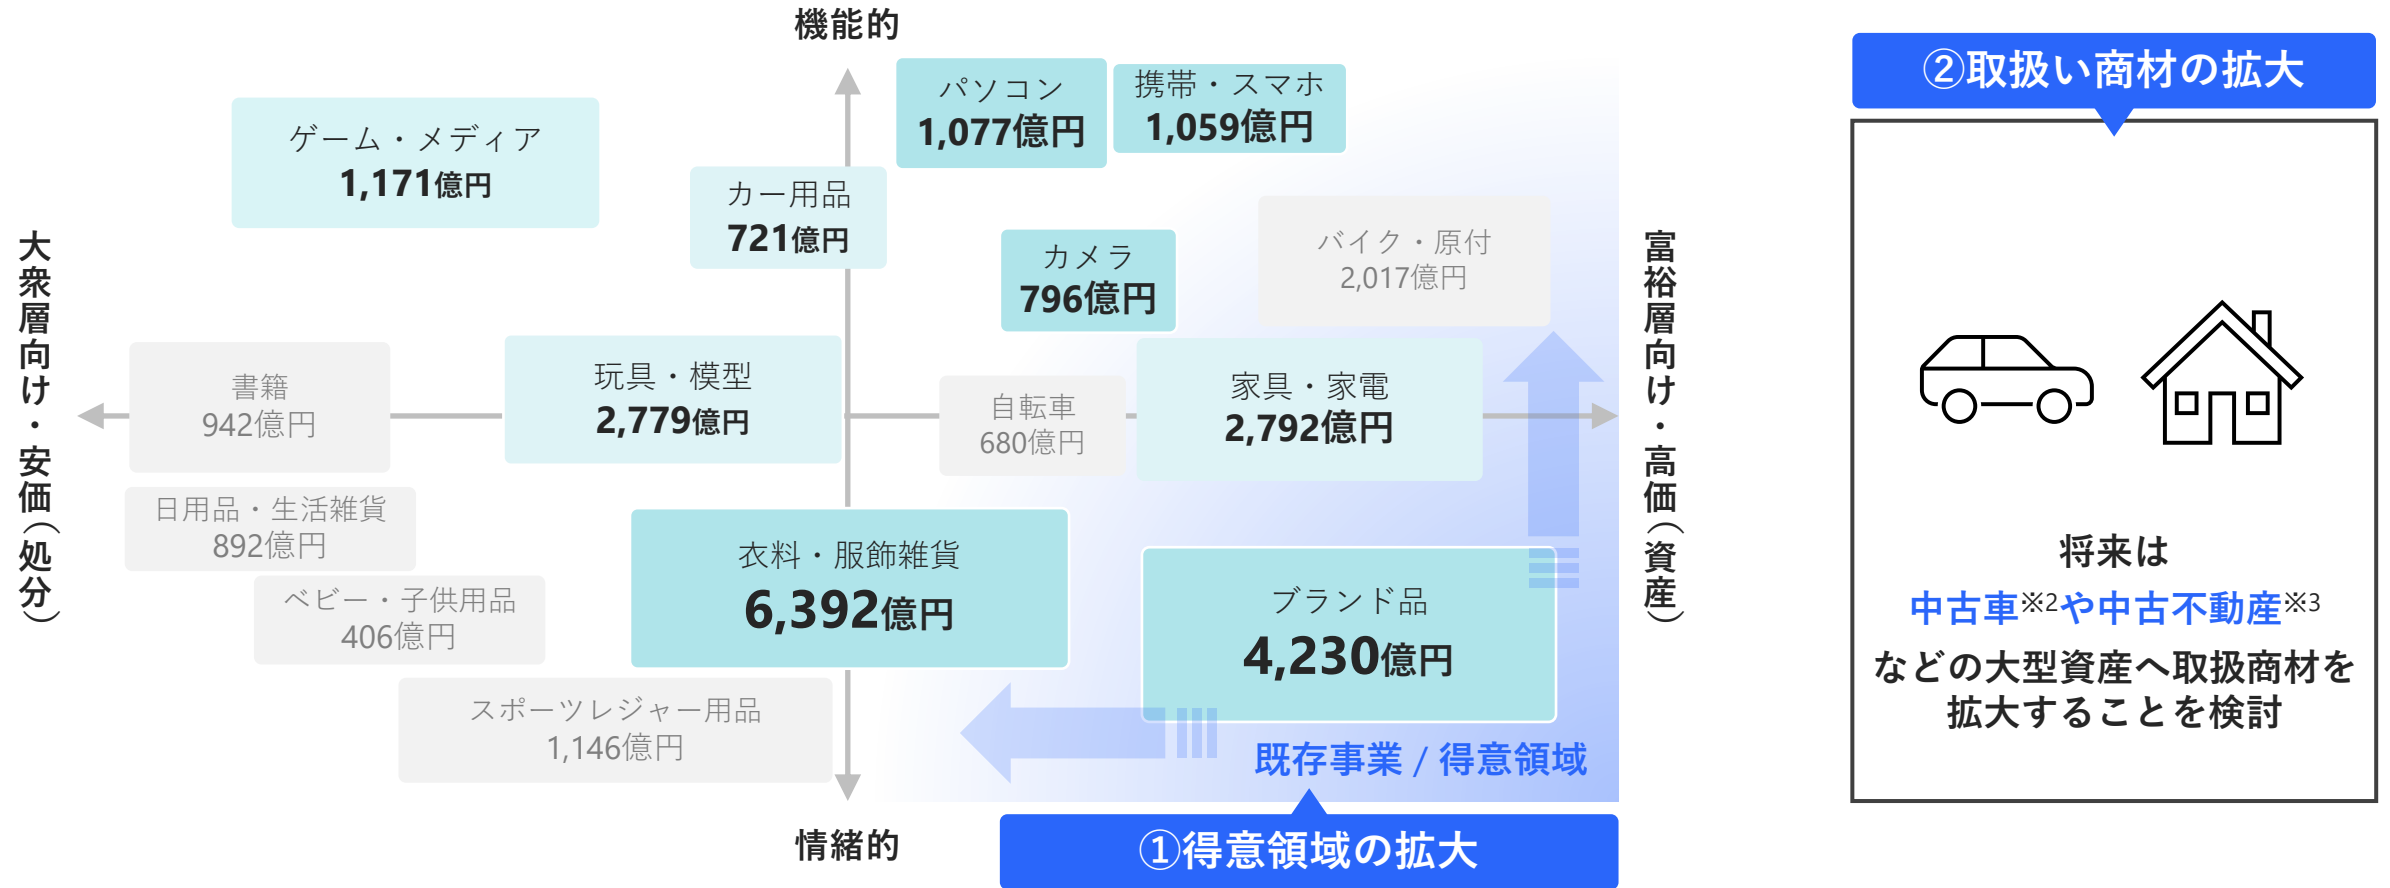 機能的
パソコン
1,077億円
携帯・スマホ
1,059億円
ゲーム・メディア
1,171億円
カー用品
721億円
カメラ
796億円
バイク・原付
2,017億円
大衆層向け・安価(処分)
富裕層向け・高価(資産)
書籍
942億円
玩具・模型
2,779億円
自転車
680億円
家具・家電
2,792億円
日用品・生活雑貨
892億円
衣料・服飾雑貨
6,392億円
ベビー・子供用品
406億円
ブランド品
4,230億円
スポーツレジャー用品
1,146億円
既存事業 / 得意領域
情緒的
①得意領域の拡大
②取扱い商材の拡大
将来は
中古車※2や中古不動産※3
などの大型資産へ取扱商材を
拡大することを検討